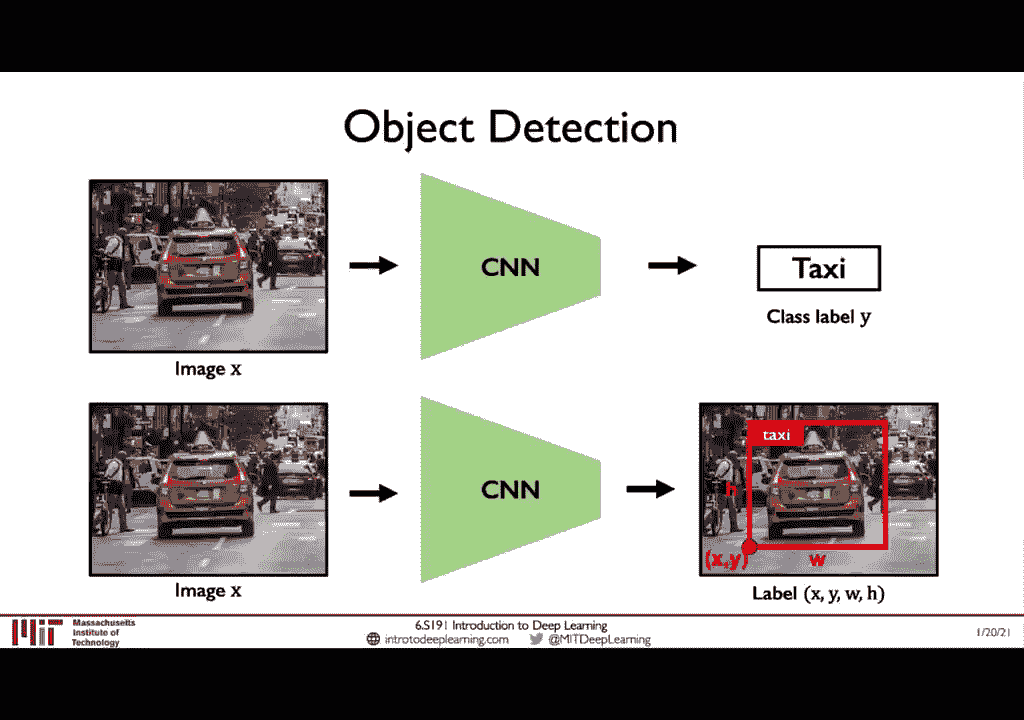 Object Detection
CNN
Taxi
Class label y
Image x
taxi
CNN
h
(x,y)
w
Image x
Label (x, y, w, h)
Massachusetts
Institute of
Technology
6.S191 Introduction to Deep Learning
introtodeeplearning.com @MITDeepLearning
1/20/21